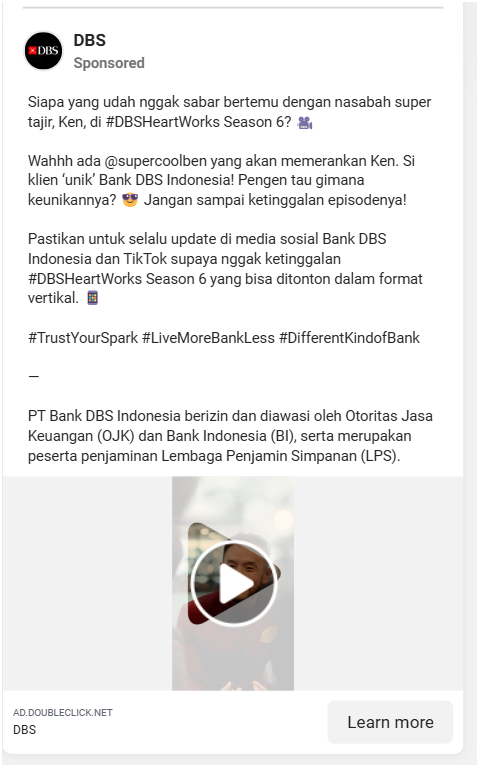 DBS
DBS
Sponsored
Siapa yang udah nggak sabar bertemu dengan nasabah super
tajir, Ken, di #DBSHeartWorks Season 6? 🎥
Wahhh ada @supercoolben yang akan memerankan Ken. Si
klien ‘unik’ Bank DBS Indonesia! Pengen tau gimana
keunikannya? 😎 Jangan sampai ketinggalan episodenya!
Pastikan untuk selalu update di media sosial Bank DBS
Indonesia dan TikTok supaya nggak ketinggalan
#DBSHeartWorks Season 6 yang bisa ditonton dalam format
vertikal. 📱
#TrustYourSpark #LiveMoreBankLess #DifferentKindofBank
—
PT Bank DBS Indonesia berizin dan diawasi oleh Otoritas Jasa
Keuangan (OJK) dan Bank Indonesia (BI), serta merupakan
peserta penjaminan Lembaga Penjamin Simpanan (LPS).
AD.DOUBLECLICK.NET
DBS
Learn more